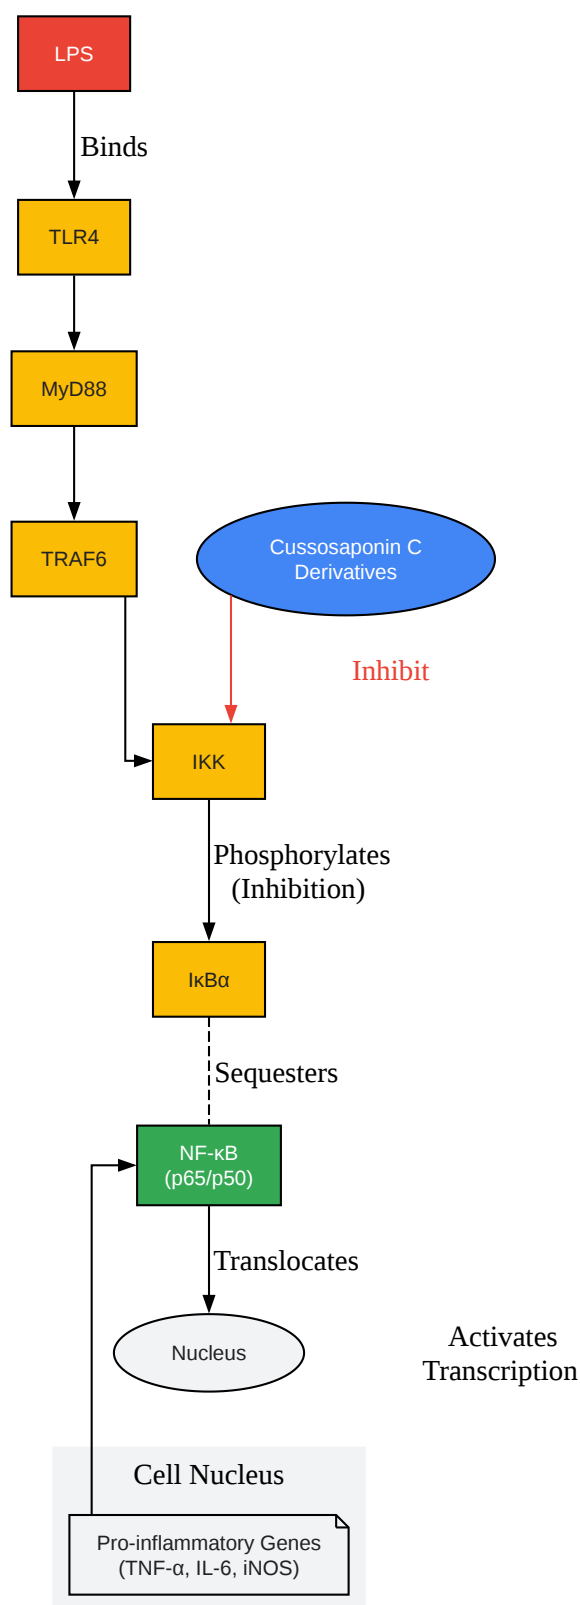 LPS
Binds
TLR4
MyD88
TRAF6
Cussosaponin C
Derivatives
Inhibit
IKK
Phosphorylates
(Inhibition)
IκBα
Sequesters
NF-κB
(p65/p50)
Translocates
Nucleus
Activates
Transcription
Cell Nucleus
Pro-inflammatory Genes
(TNF-α, IL-6, iNOS)